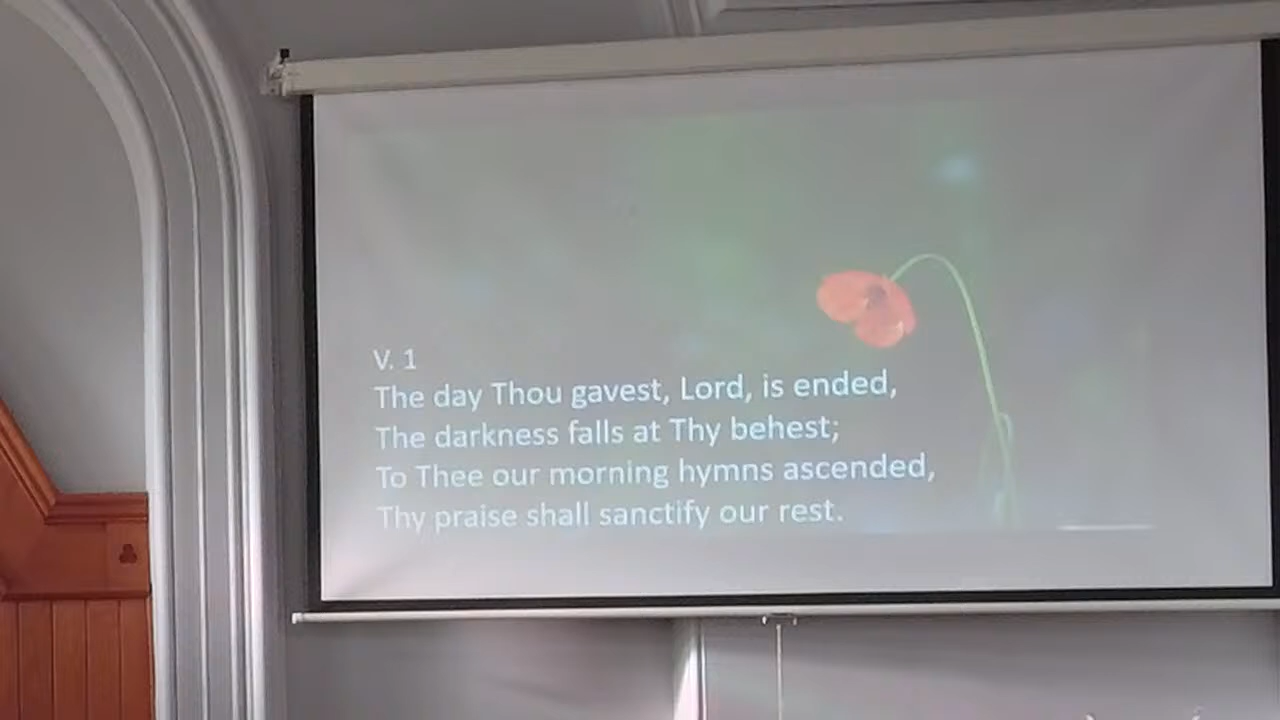 V. 1
The day Thou gavest, Lord, is ended,
The darkness falls at Thy behest;
To Thee our morning hymns ascended,
Thy praise shall sanctify our rest.